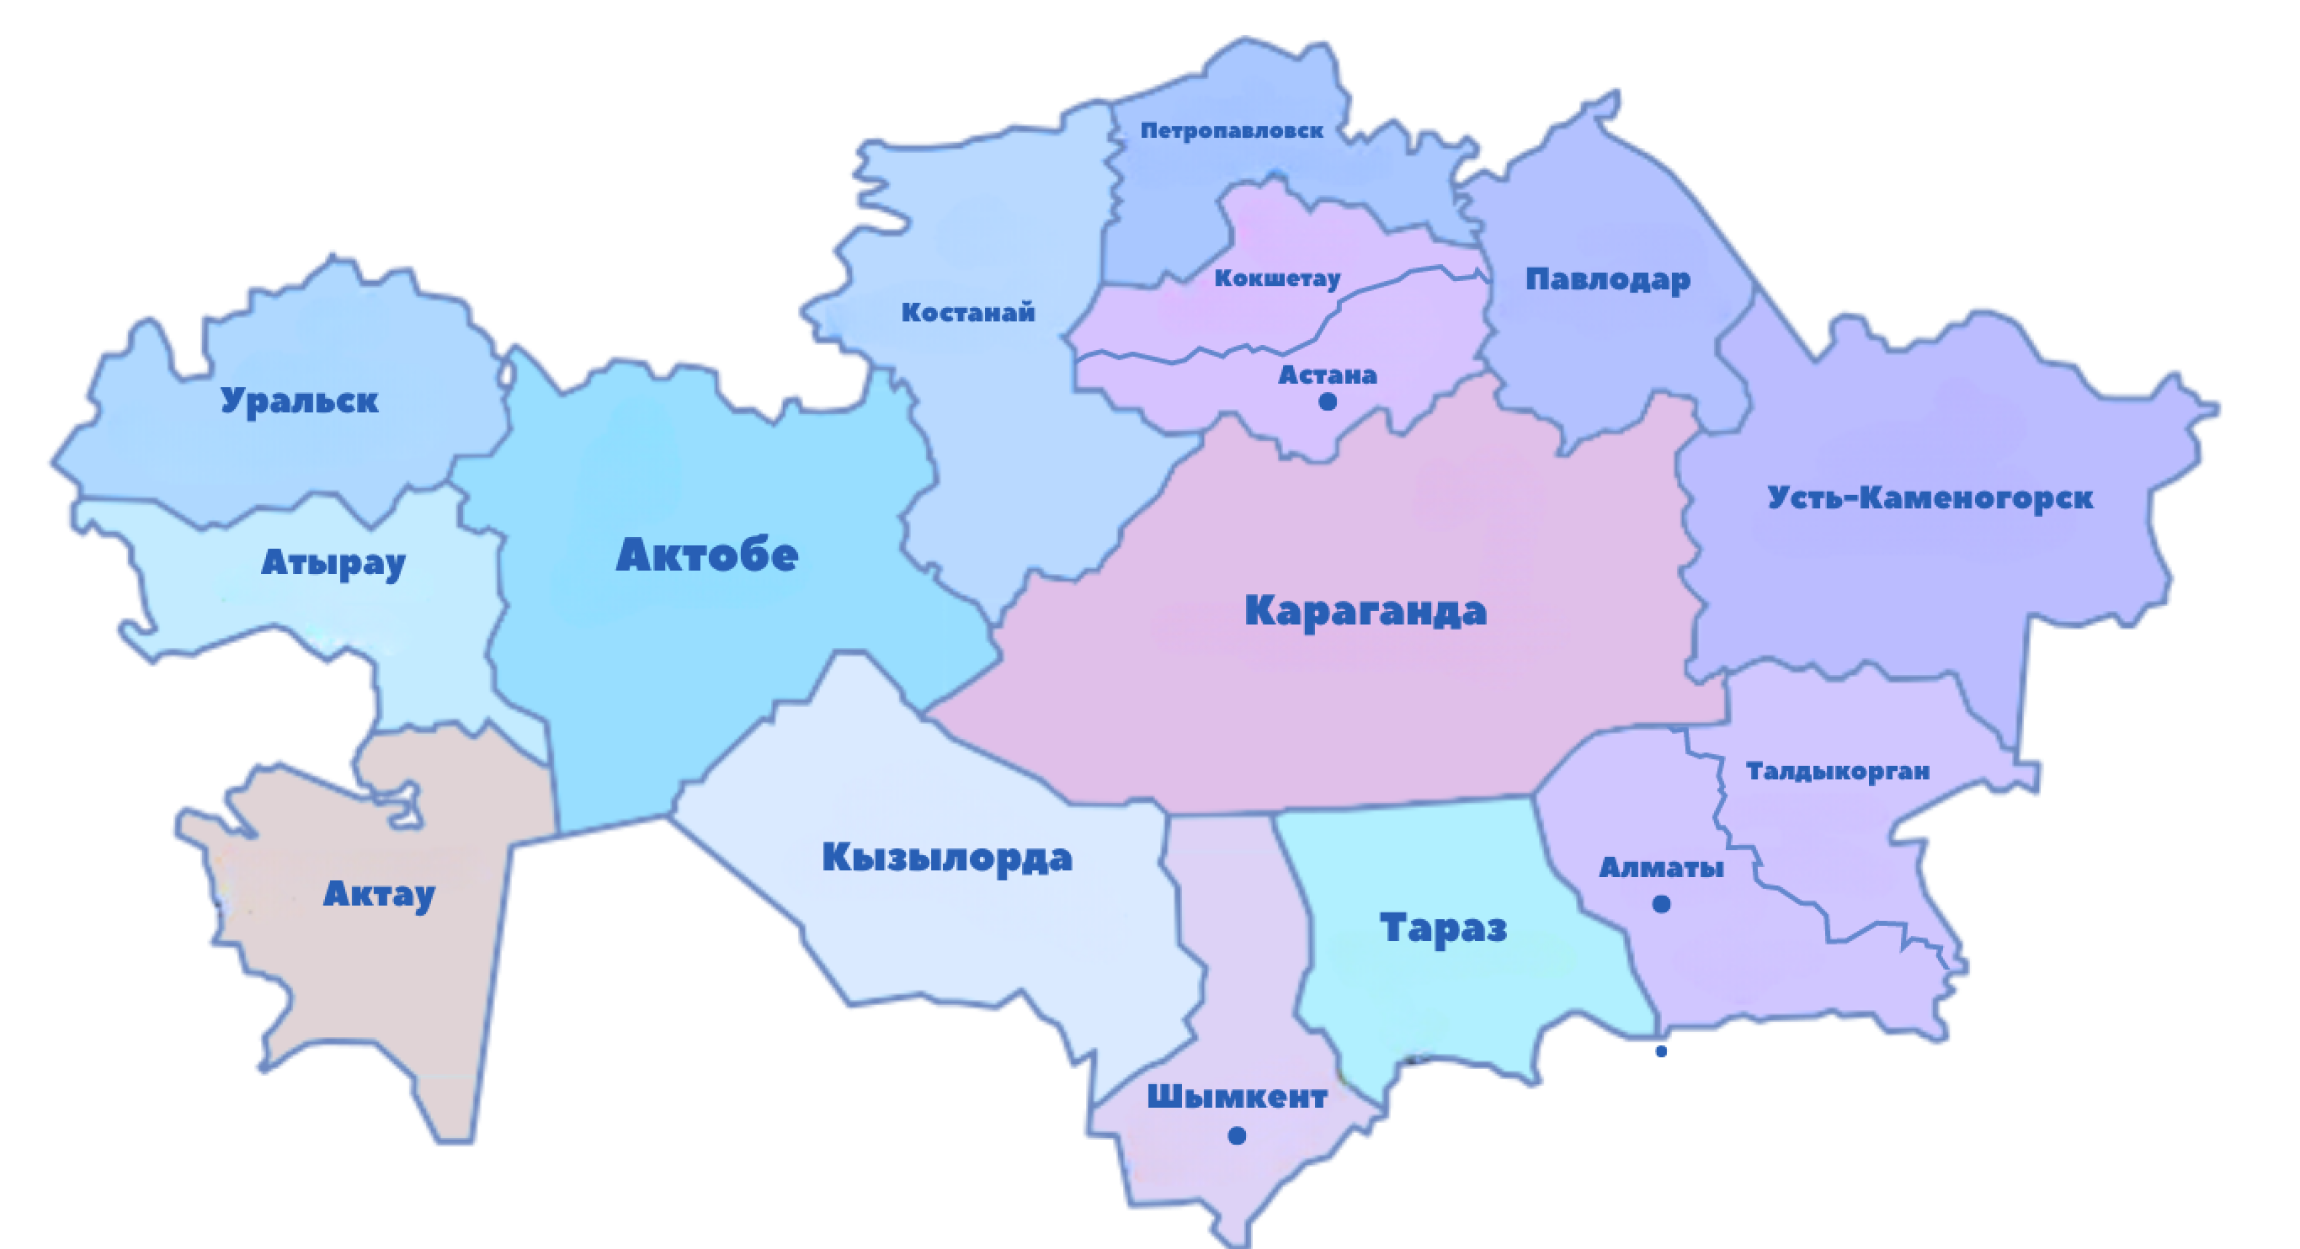 Петропавловск
Кокшетау
Павлодар
Костанай
Астана
Уральск
Усть-Каменогорск
Атырау
Актобе
Караганда
Талдыкорган
Кызылорда
Алматы
Актау
Тараз
Шымкент